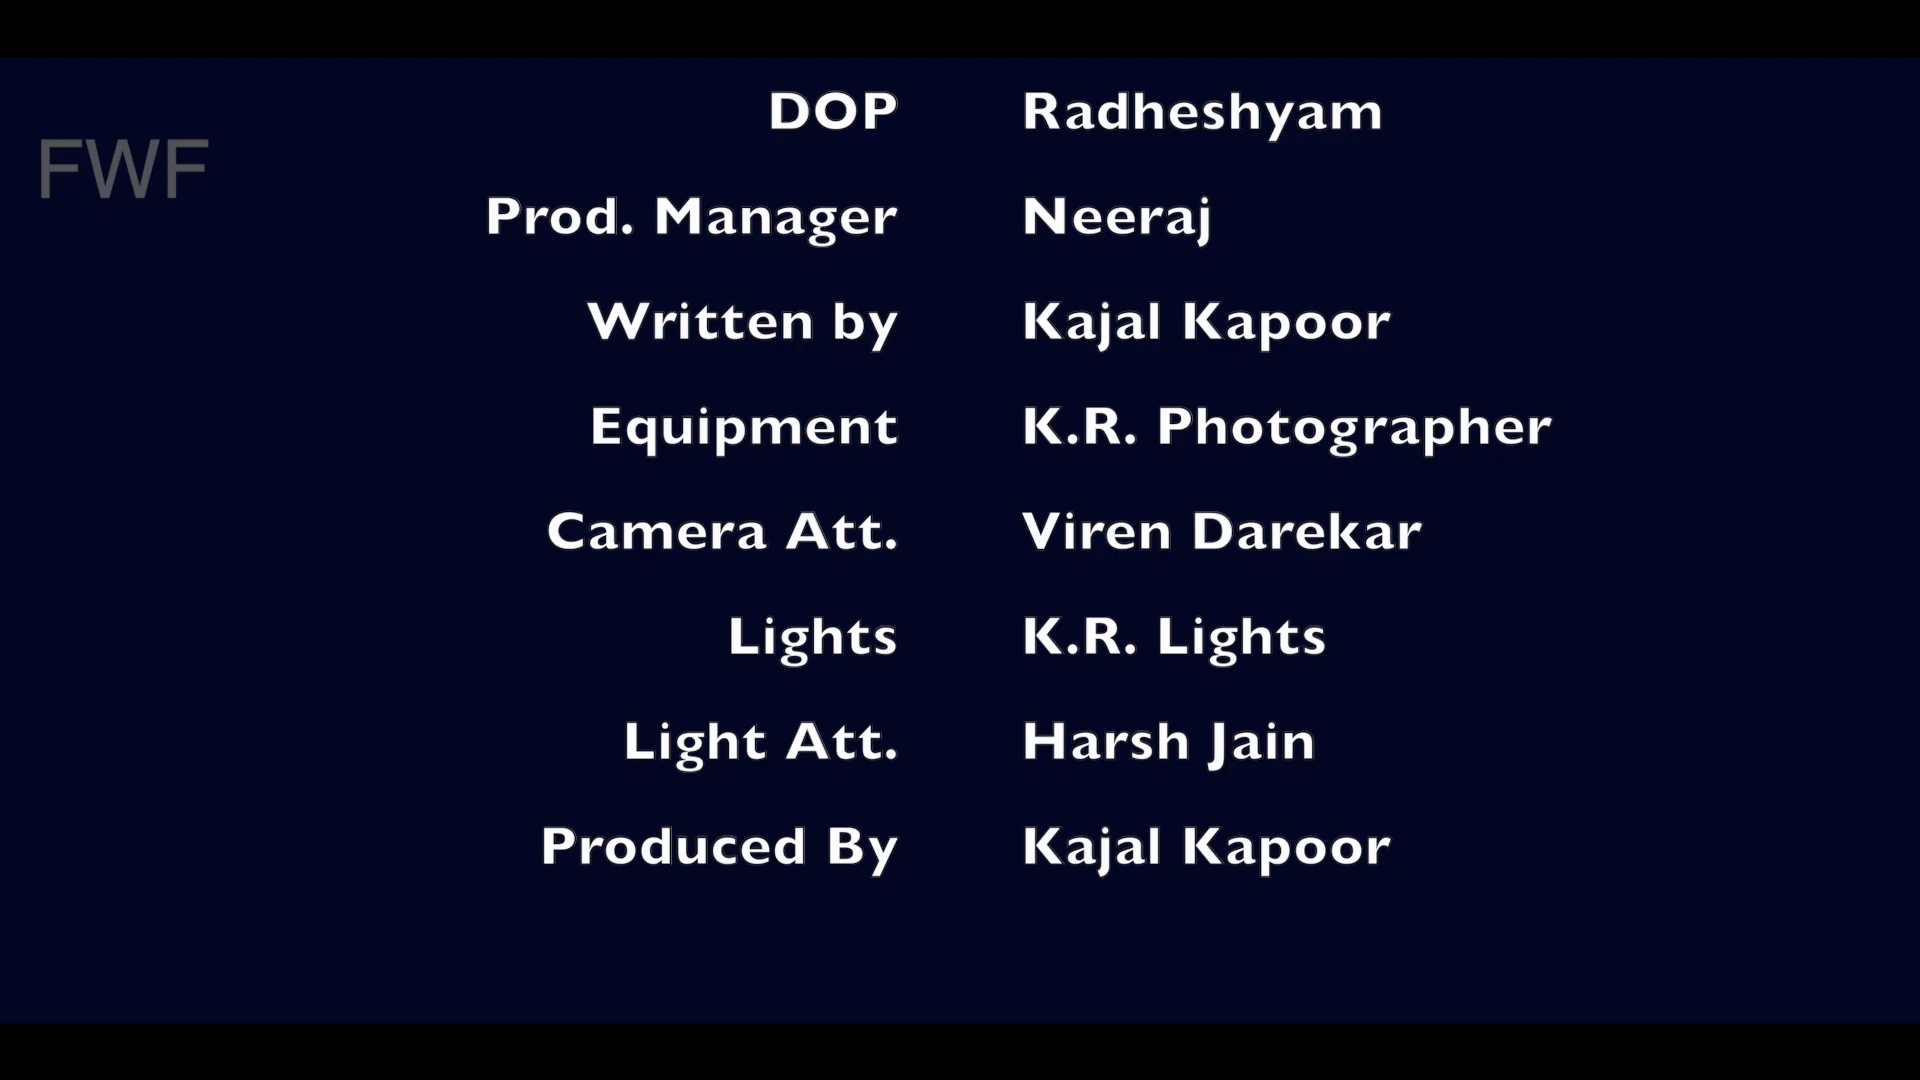 DOP Radheshyam
FWF
Prod. Manager Neeraj
Written by Kajal Kapoor
Equipment K.R. Photographer
Camera Att. Viren Darekar
Lights K.R. Lights
Light Att. Harsh Jain
Produced By Kajal Kapoor